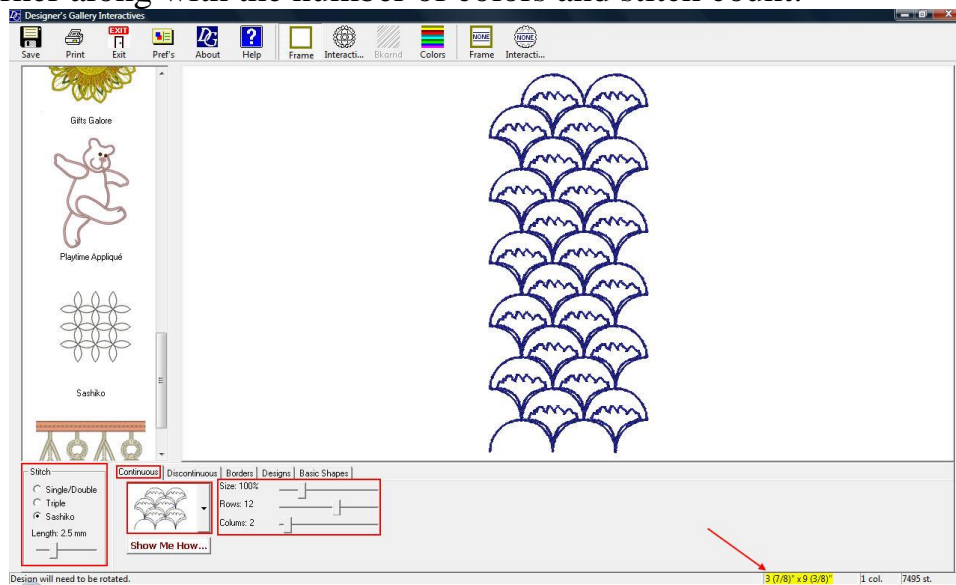 ner along with the number of colors and stitch count.
Designer's Gallery Interactives
Save Print Exit Pref's About Help Frame Interacti... Bkgrnd Colors Frame Interacti...
EXIT DG ? NONE NONE
Gifts Galore
Playtime Appliqué
Sashiko
Stitch
Single/Double
Triple
Sashiko
Length: 2.5 mm
Continuous Discontinuous Borders Designs Basic Shapes
Size: 100%
Rows: 12
Colums: 2
Show Me How...
Design will need to be rotated. 3 (7/8)" x 9 (3/8)" 1 col. 7495 st.